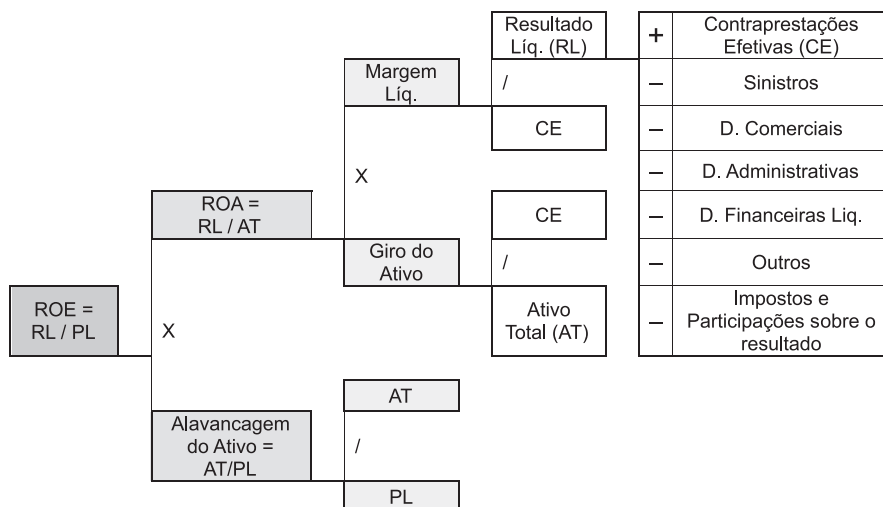 Resultado
Líq. (RL)
+
Contraprestações
Efetivas (CE)
Margem
Líq.
/
–
Sinistros
CE
–
D. Comerciais
X
–
D. Administrativas
ROA =
RL / AT
CE
–
D. Financeiras Liq.
Giro do
Ativo
/
–
Outros
ROE =
RL / PL
X
Ativo
Total (AT)
–
Impostos e
Participações sobre o
resultado
AT
Alavancagem
do Ativo =
AT/PL
/
PL